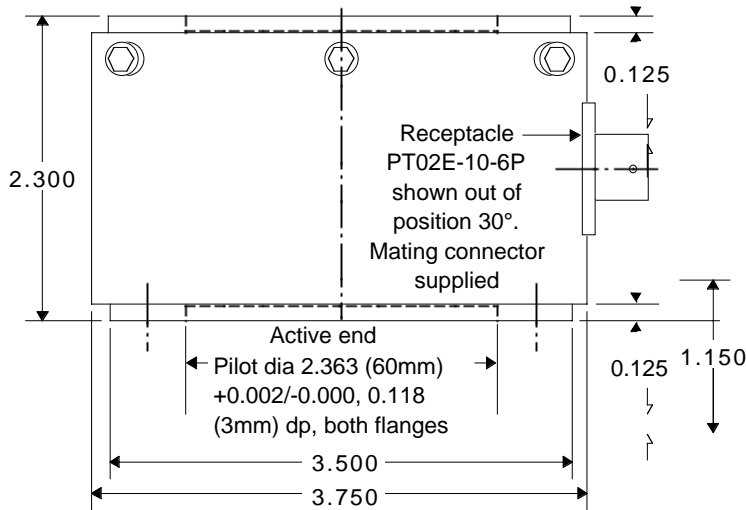 0.125
2.300
Receptacle
PT02E-10-6P
shown out of
position 30°.
Mating connector
supplied
Active end
Pilot dia 2.363 (60mm)
+0.002/-0.000, 0.118
(3mm) dp, both flanges
0.125
1.150
3.500
3.750